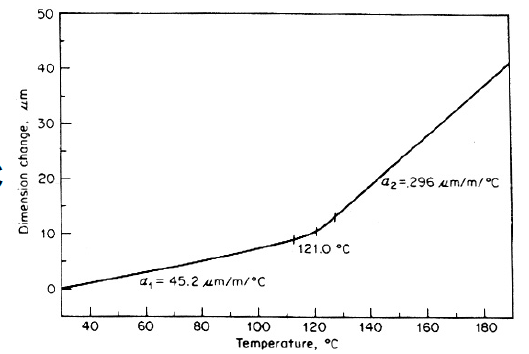 50
40
30
20
10
0
Dimension change, μm
α₂=.296 μm/m/°C
121.0 °C
α₁= 45.2 μm/m/°C
40 60 80 100 120 140 160 180
Temperature, °C